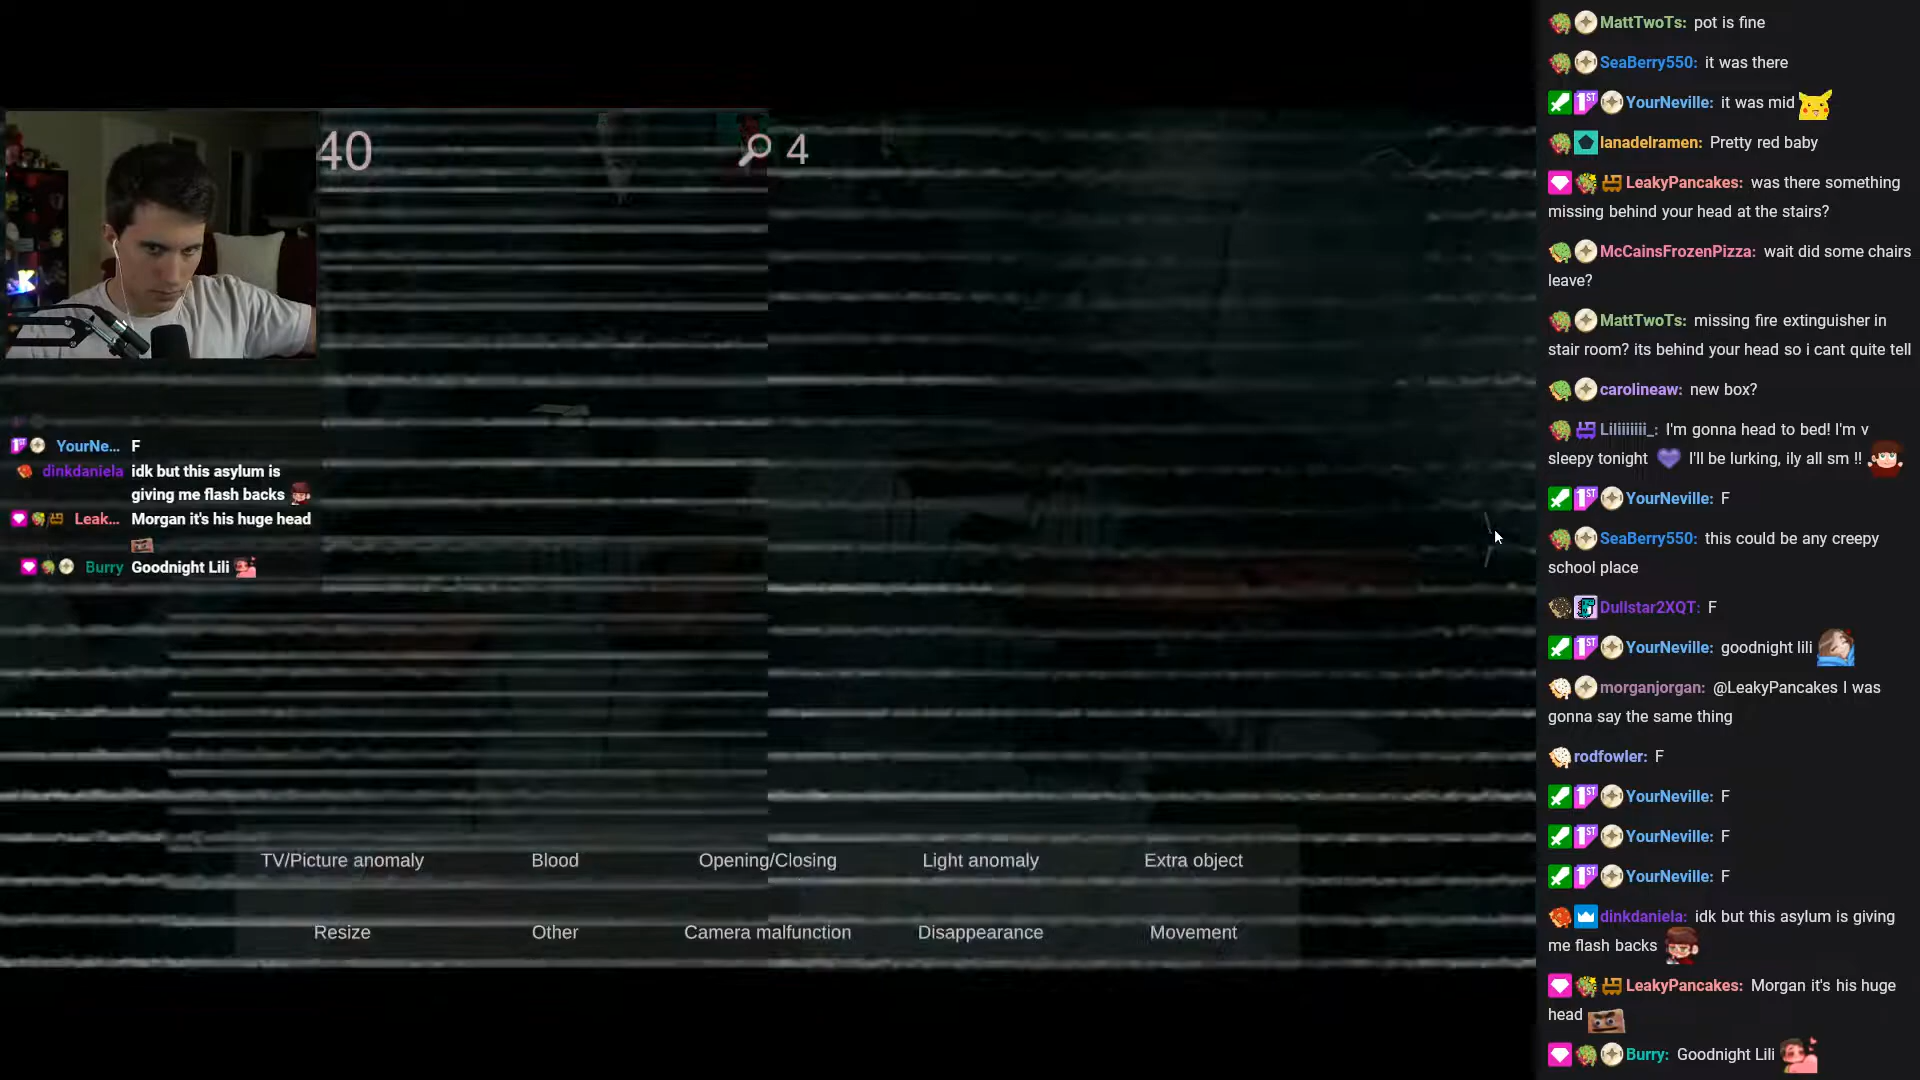 40
4
YourNe... F
dinkdaniela idk but this asylum is
giving me flash backs
Leak... Morgan it's his huge head
Burry Goodnight Lili
TV/Picture anomaly Blood Opening/Closing Light anomaly Extra object
Resize Other Camera malfunction Disappearance Movement
MattTwoTs: pot is fine
SeaBerry550: it was there
YourNeville: it was mid
lanadelramen: Pretty red baby
LeakyPancakes: was there something
missing behind your head at the stairs?
McCainsFrozenPizza: wait did some chairs
leave?
MattTwoTs: missing fire extinguisher in
stair room? its behind your head so i cant quite tell
carolineaw: new box?
Liliiiiiii_: I'm gonna head to bed! I'm v
sleepy tonight I'll be lurking, ily all sm !!
YourNeville: F
SeaBerry550: this could be any creepy
school place
Dullstar2XQT: F
YourNeville: goodnight lili
morganjorgan: @LeakyPancakes I was
gonna say the same thing
rodfowler: F
YourNeville: F
YourNeville: F
YourNeville: F
dinkdaniela: idk but this asylum is giving
me flash backs
LeakyPancakes: Morgan it's his huge
head
Burry: Goodnight Lili